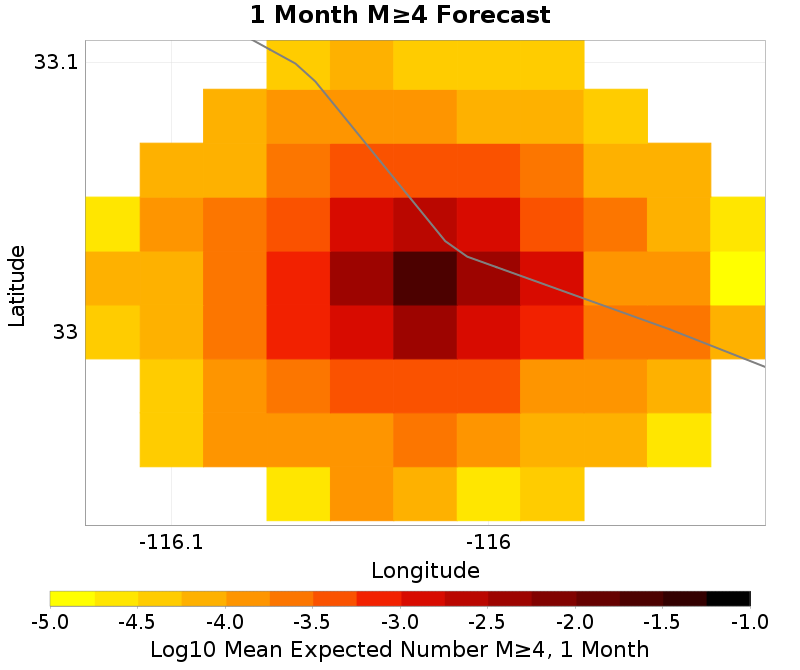 1 Month M≥4 Forecast
33.1
33
Latitude
-116.1 -116
Longitude
-5.0 -4.5 -4.0 -3.5 -3.0 -2.5 -2.0 -1.5 -1.0
Log10 Mean Expected Number M≥4, 1 Month